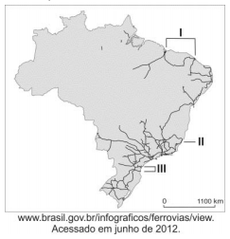 I
II
III
0 1100 km
www.brasil.gov.br/infograficos/ferrovias/view.
Acessado em junho de 2012.